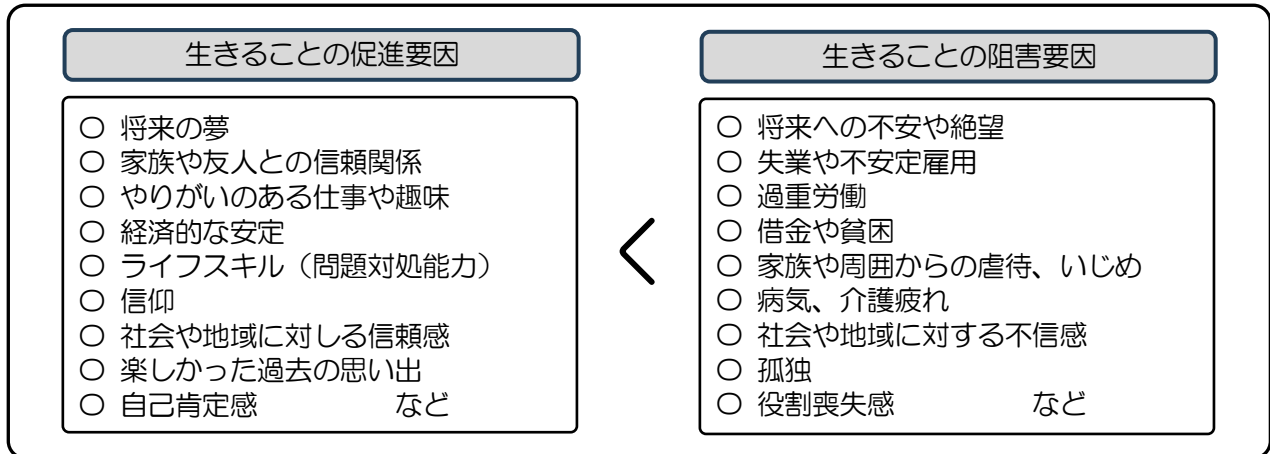 生きることの促進要因
〇 将来の夢
〇 家族や友人との信頼関係
〇 やりがいのある仕事や趣味
〇 経済的な安定
〇 ライフスキル（問題対処能力）
〇 信仰
〇 社会や地域に対しる信頼感
〇 楽しかった過去の思い出
〇 自己肯定感 など
＜
生きることの阻害要因
〇 将来への不安や絶望
〇 失業や不安定雇用
〇 過重労働
〇 借金や貧困
〇 家族や周囲からの虐待、いじめ
〇 病気、介護疲れ
〇 社会や地域に対する不信感
〇 孤独
〇 役割喪失感 など